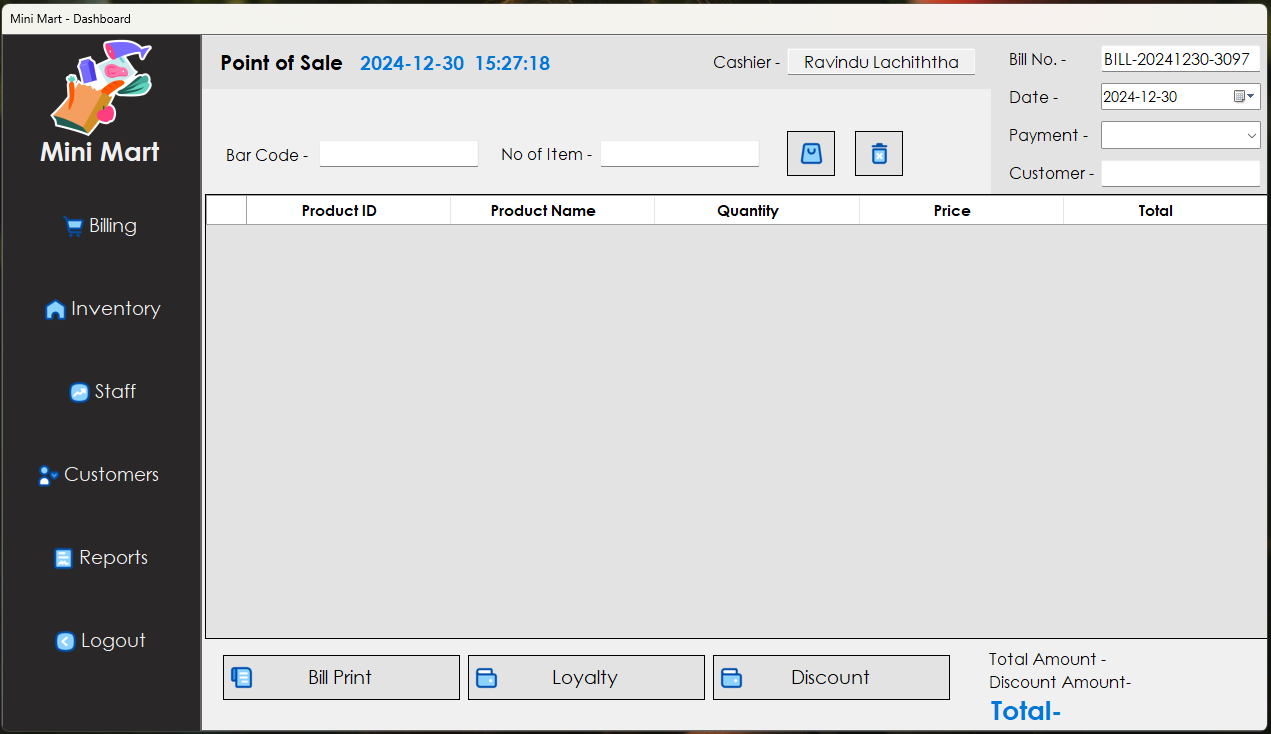 Mini Mart - Dashboard
Mini Mart
Billing
Inventory
Staff
Customers
Reports
Logout
Point of Sale 2024-12-30 15:27:18
Cashier - Ravindu Lachiththa
Bill No. - BILL-20241230-3097
Date - 2024-12-30
Payment -
Customer -
Bar Code - No of Item -
Product ID Product Name Quantity Price Total
Bill Print Loyalty Discount
Total Amount -
Discount Amount-
Total-